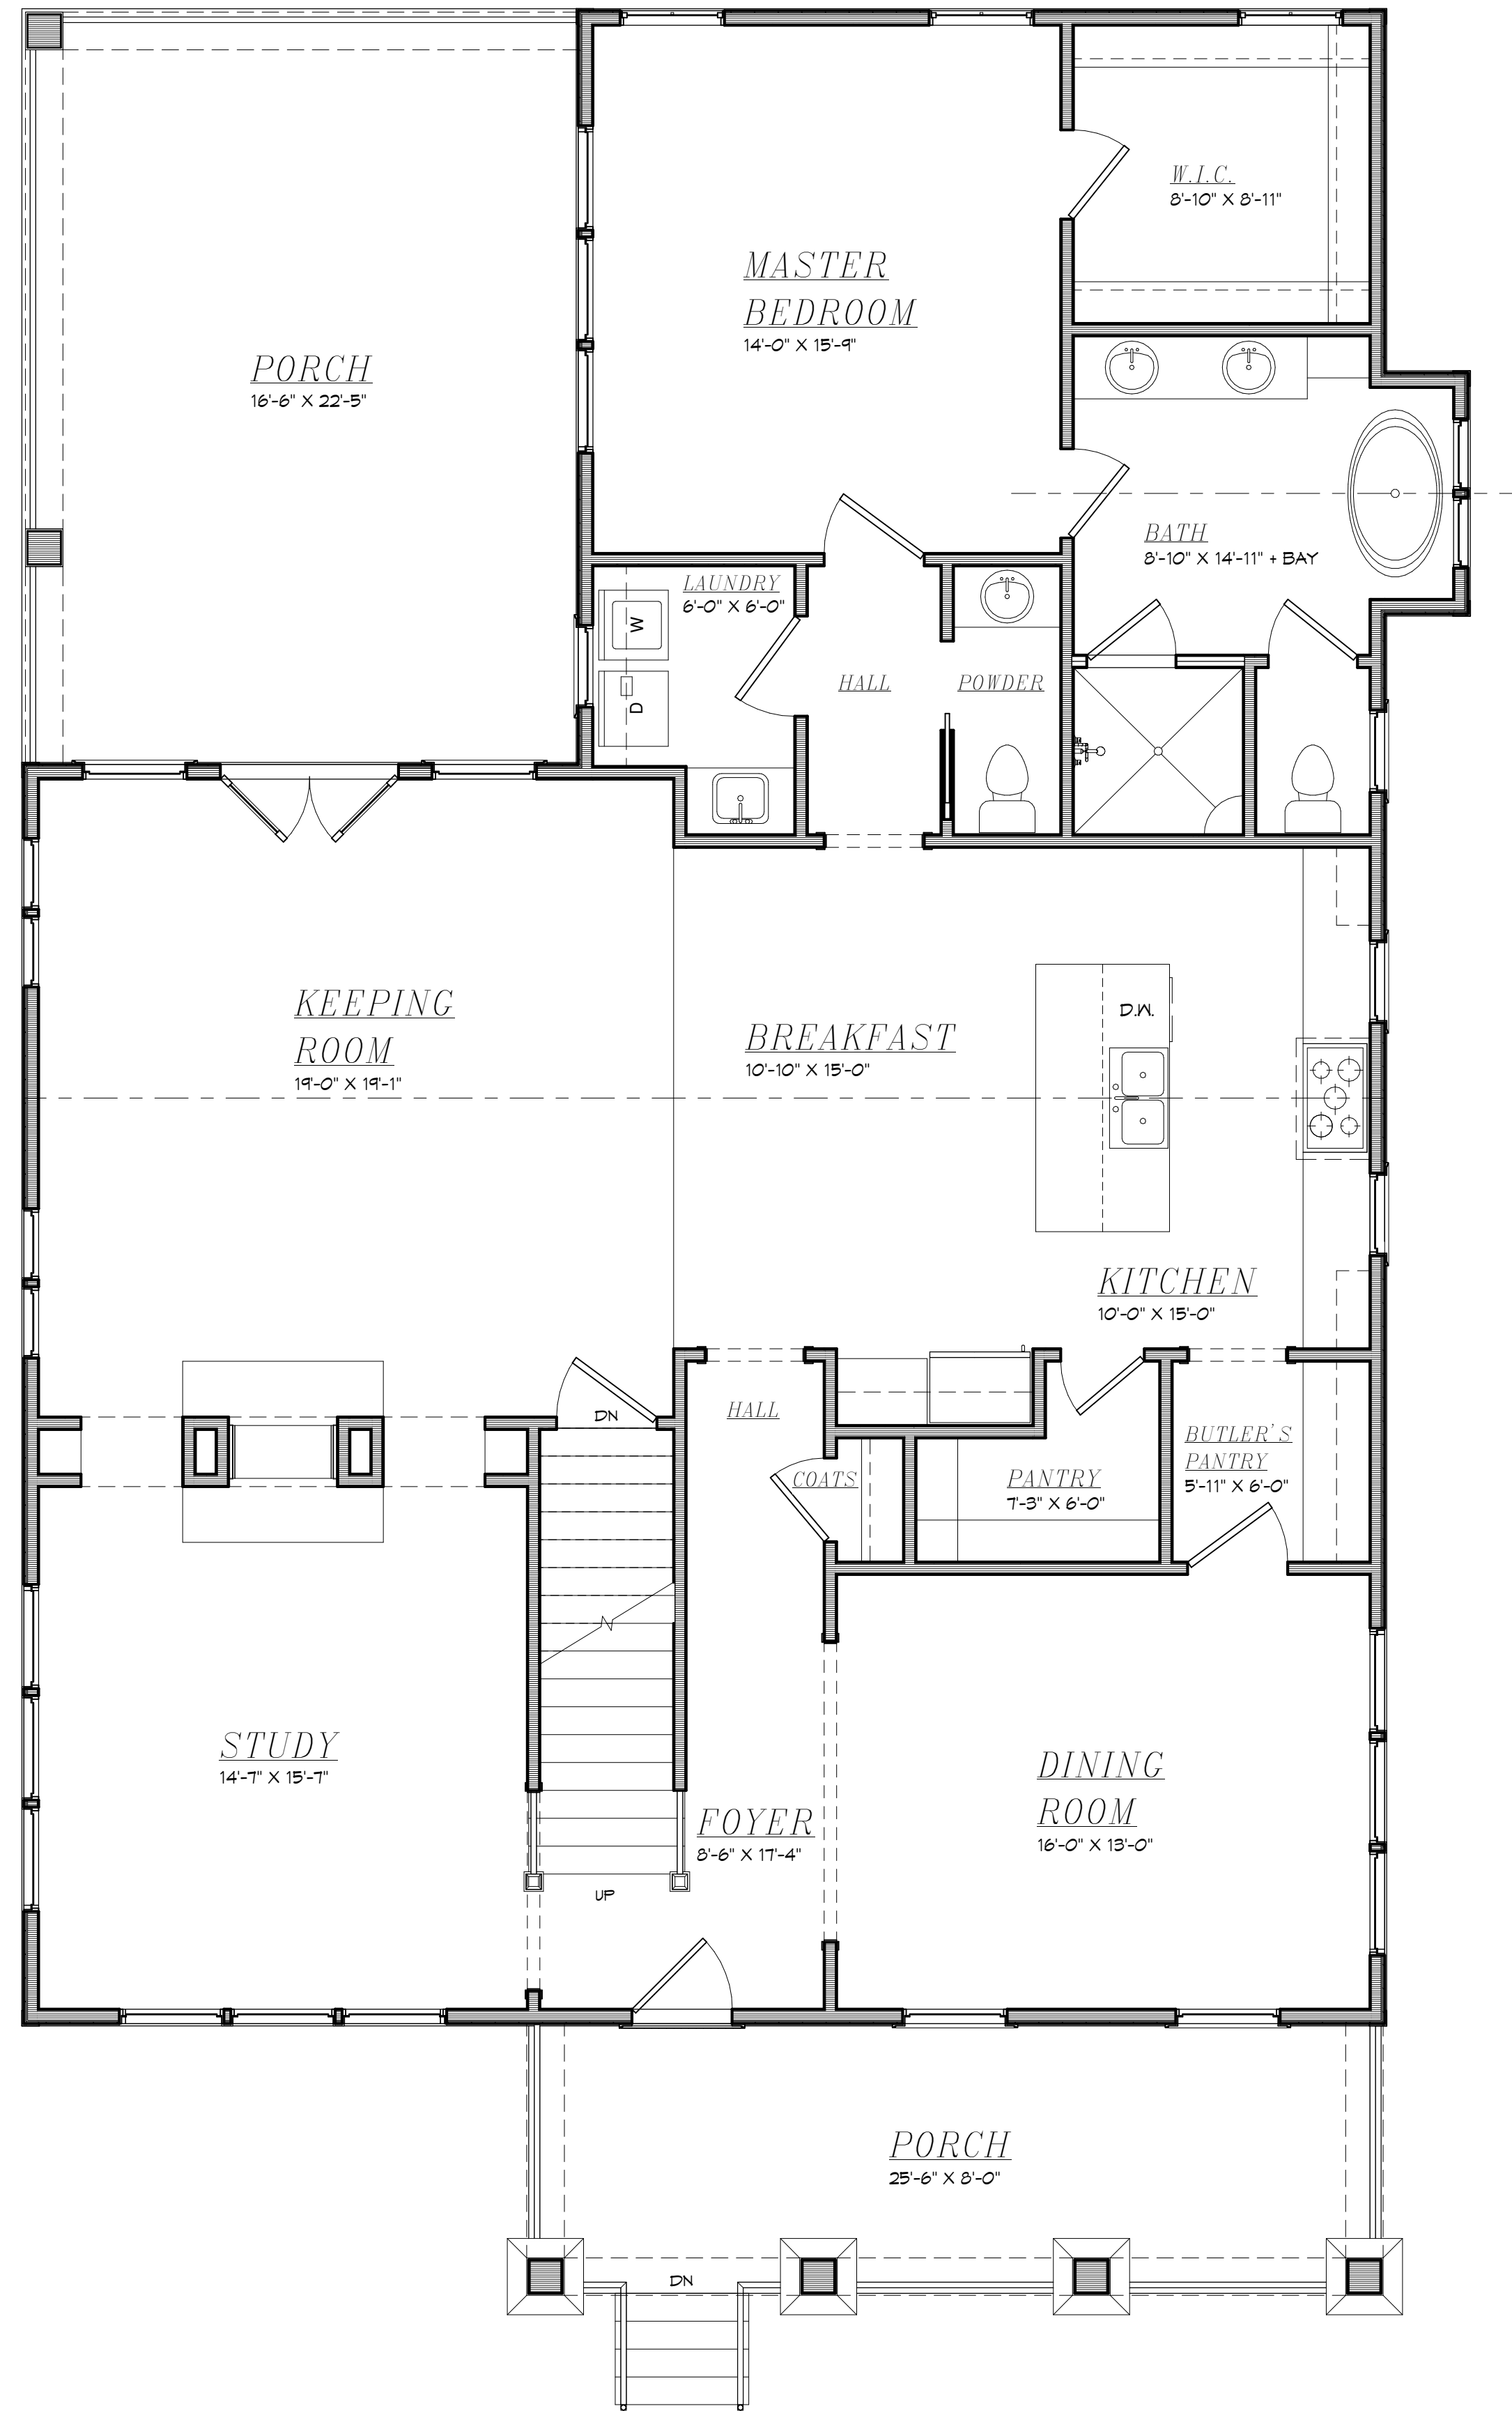 W.I.C.
8'-10" X 8'-11"
MASTER
BEDROOM
14'-0" X 15'-9"
PORCH
16'-6" X 22'-5"
BATH
8'-10" X 14'-11" + BAY
LAUNDRY
6'-0" X 6'-0"
W
D
HALL
POWDER
KEEPING
ROOM
19'-0" X 19'-1"
BREAKFAST
10'-10" X 15'-0"
D.W.
KITCHEN
10'-0" X 15'-0"
DN
HALL
COATS
PANTRY
7'-3" X 6'-0"
BUTLER'S
PANTRY
5'-11" X 6'-0"
STUDY
14'-7" X 15'-7"
FOYER
8'-6" X 17'-4"
UP
DINING
ROOM
16'-0" X 13'-0"
PORCH
25'-6" X 8'-0"
DN